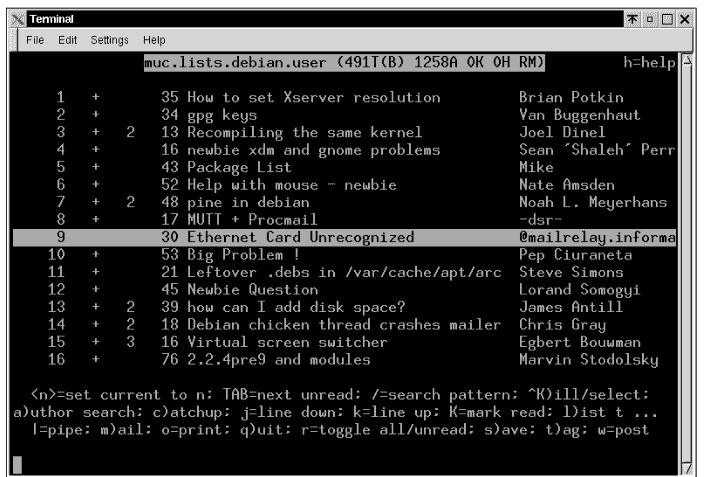 Terminal
File Edit Settings Help
muc.lists.debian.user (491T(B) 1258A 0K 0H RM) h=help
1 + 35 How to set Xserver resolution Brian Potkin
2 + 34 gpg keys Van Buggenhaut
3 + 2 13 Recompiling the same kernel Joel Dinel
4 + 16 newbie xdm and gnome problems Sean ´Shaleh´ Perr
5 + 43 Package List Mike
6 + 52 Help with mouse - newbie Nate Amsden
7 + 2 48 pine in debian Noah L. Meyerhans
8 + 17 MUTT + Procmail -dsr-
9 30 Ethernet Card Unrecognized @mailrelay.informa
10 + 53 Big Problem ! Pep Ciuraneta
11 + 21 Leftover .debs in /var/cache/apt/arc Steve Simons
12 + 45 Newbie Question Lorand Somogyi
13 + 2 39 how can I add disk space? James Antill
14 + 2 18 Debian chicken thread crashes mailer Chris Gray
15 + 3 16 Virtual screen switcher Egbert Bouwman
16 + 76 2.2.4pre9 and modules Marvin Stodolsky
<n>=set current to n; TAB=next unread; /=search pattern; ^K)ill/select;
a)uthor search; c)atchup; j=line down; k=line up; K=mark read; l)ist t ...
|=pipe; m)ail; o=print; q)uit; r=toggle all/unread; s)ave; t)ag; w=post